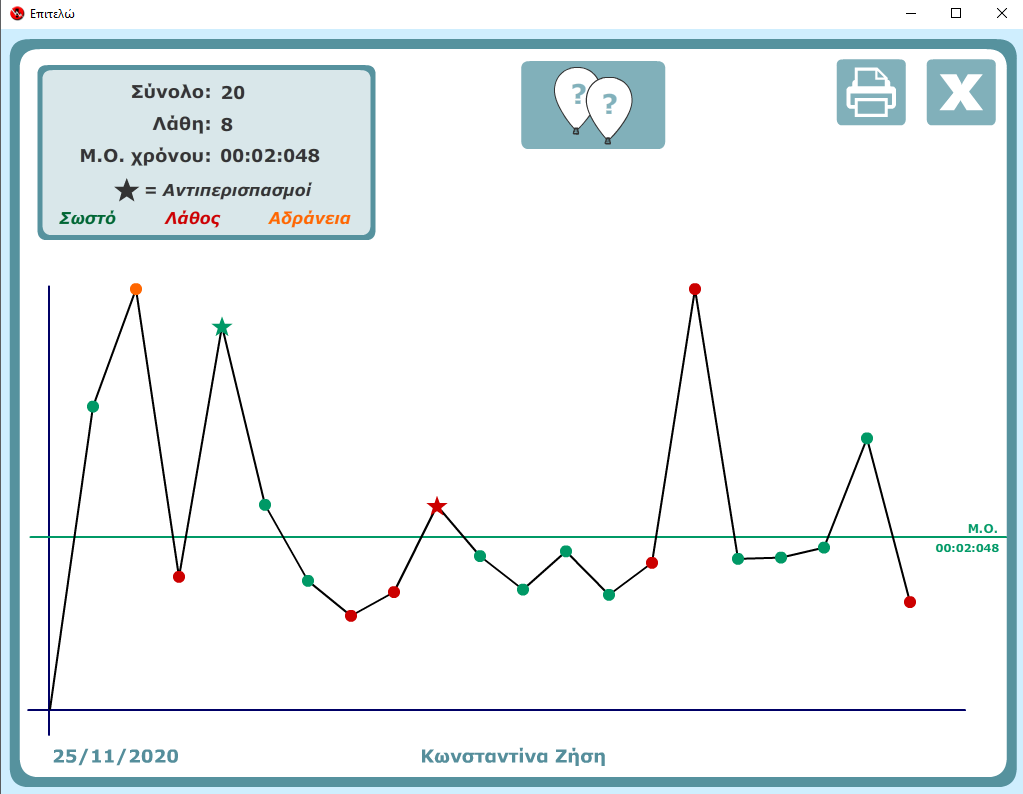 Επιτελώ
Σύνολο: 20
Λάθη: 8
Μ.Ο. χρόνου: 00:02:048
★ = Αντιπερισπασμοί
Σωστό Λάθος Αδράνεια
? ?
X
Μ.Ο.
00:02:048
25/11/2020 Κωνσταντίνα Ζήση